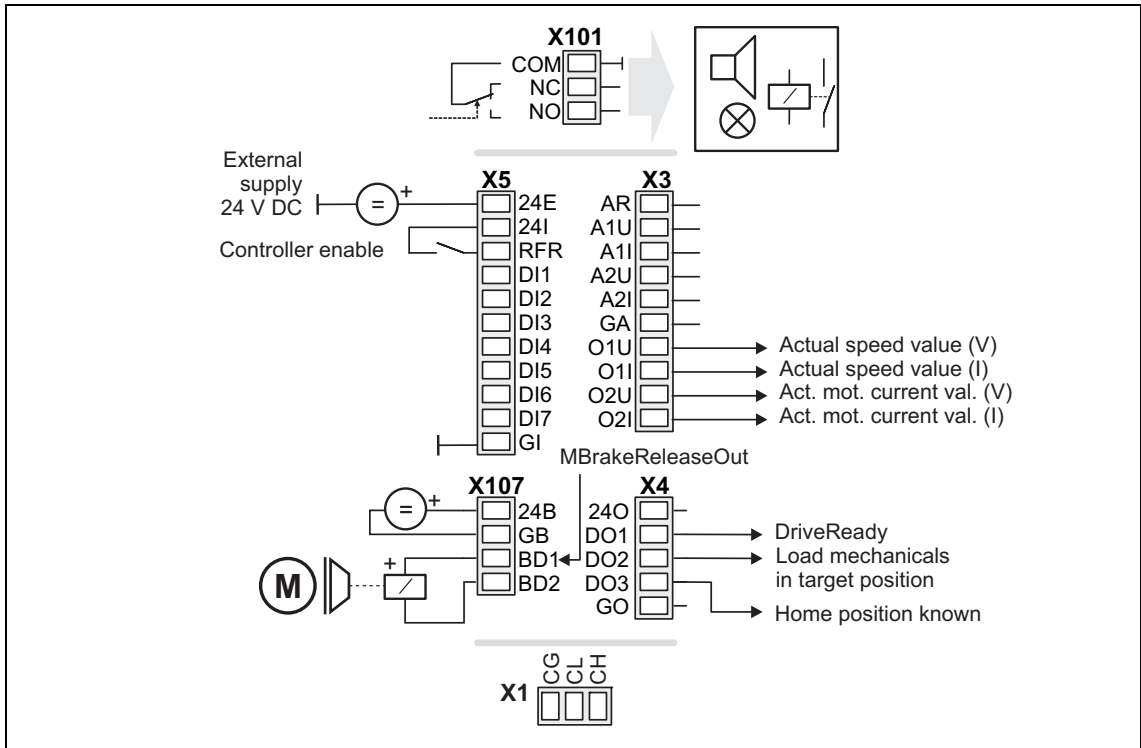 X101
COM
NC
NO
External
supply
24 V DC
+
=
Controller enable
X5
24E
24I
RFR
DI1
DI2
DI3
DI4
DI5
DI6
DI7
GI
X3
AR
A1U
A1I
A2U
A2I
GA
O1U
O1I
O2U
O2I
Actual speed value (V)
Actual speed value (I)
Act. mot. current val. (V)
Act. mot. current val. (I)
MBrakeReleaseOut
X107
+
=
24B
GB
BD1
BD2
M
+
X4
24O
DO1
DO2
DO3
GO
DriveReady
Load mechanicals
in target position
Home position known
X1
CG
CL
CH